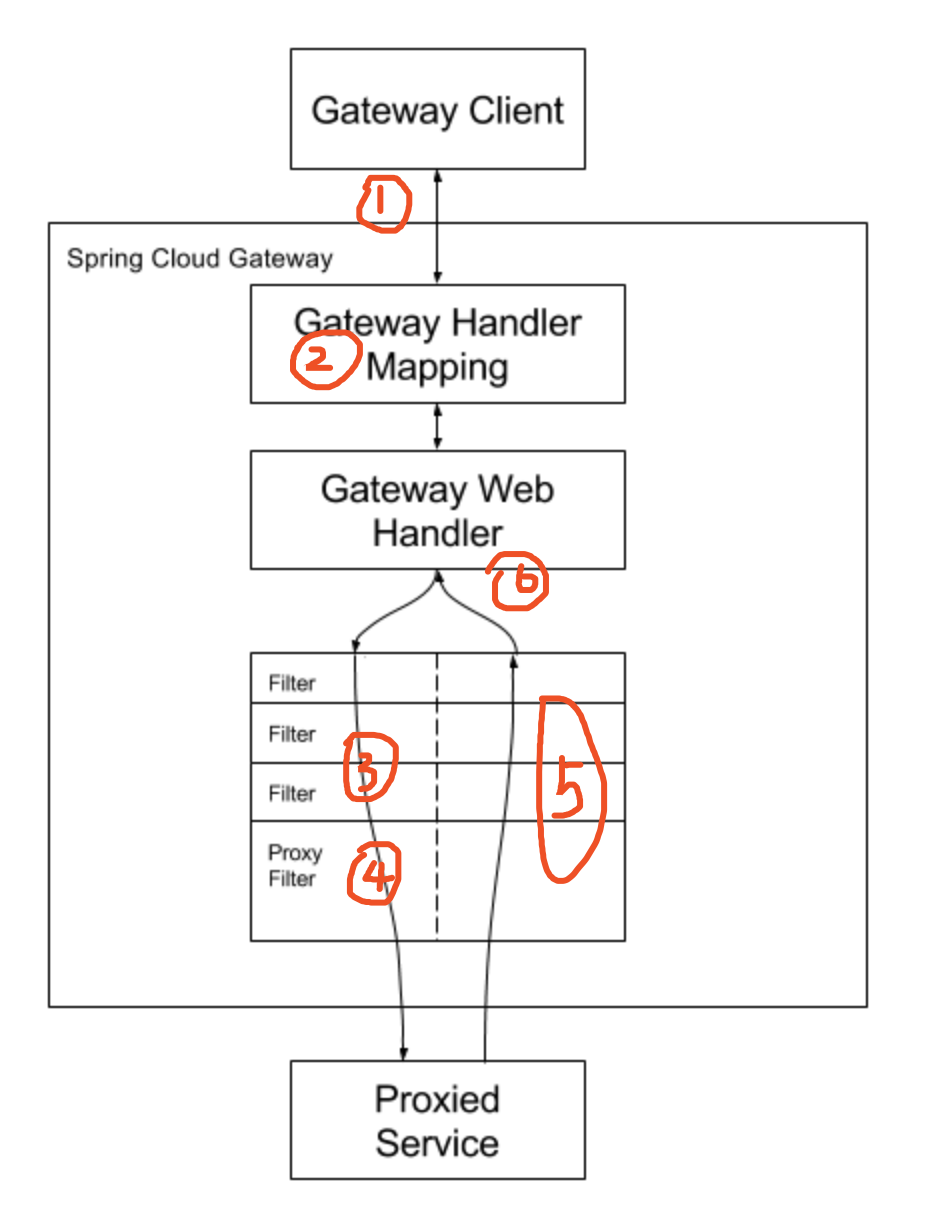 Gateway Client
1
Spring Cloud Gateway
Gateway Handler
2 Mapping
Gateway Web
Handler
6
Filter
Filter
3
Filter
5
Proxy
Filter
4
Proxied
Service